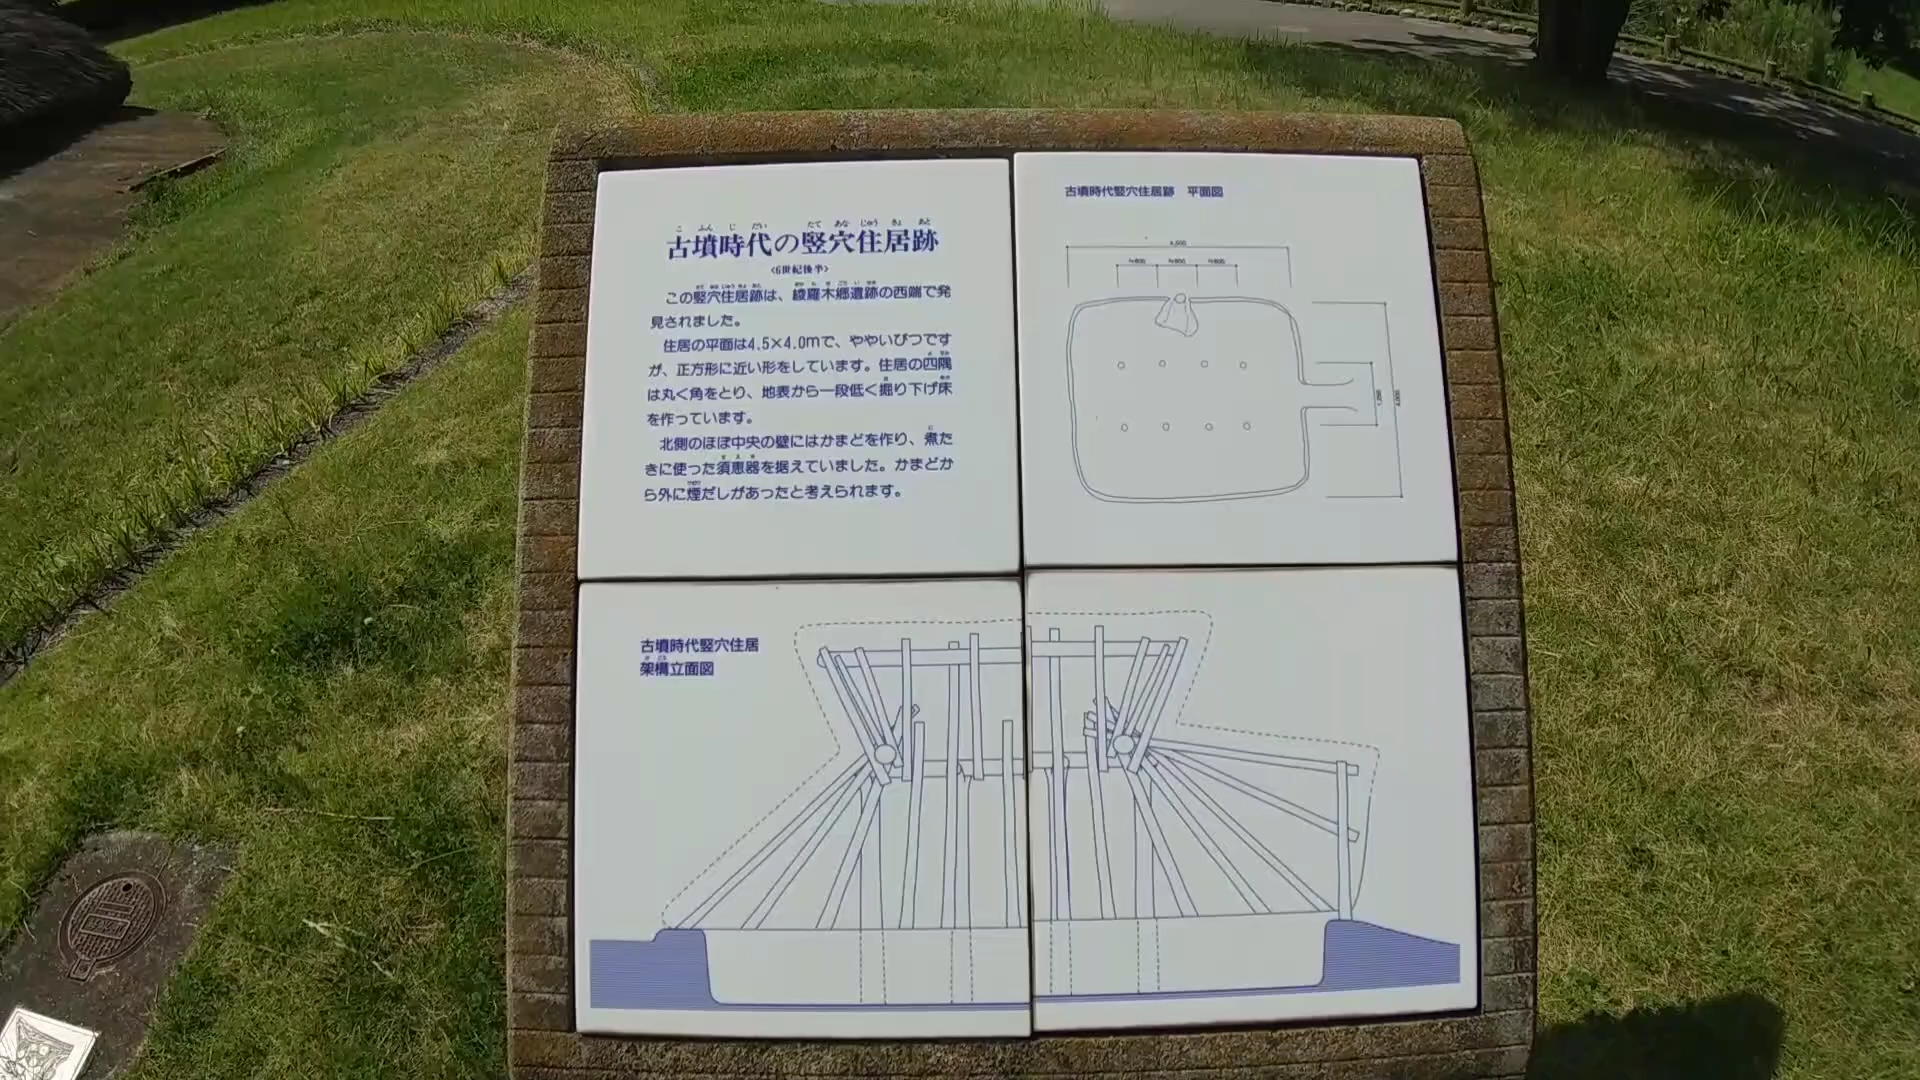 古墳時代の竪穴住居跡
<6世紀後半>
この竪穴住居跡は、綾羅木郷遺跡の西端で発
見されました。
住居の平面は4.5×4.0mで、ややいびつです
が、正方形に近い形をしています。住居の四隅
は丸く角をとり、地表から一段低く掘り下げ床
を作っています。
北側のほぼ中央の壁にはかまどを作り、煮た
きに使った須恵器を据えていました。かまどか
ら外に煙だしがあったと考えられます。
古墳時代竪穴住居跡 平面図
古墳時代竪穴住居
架構立面図